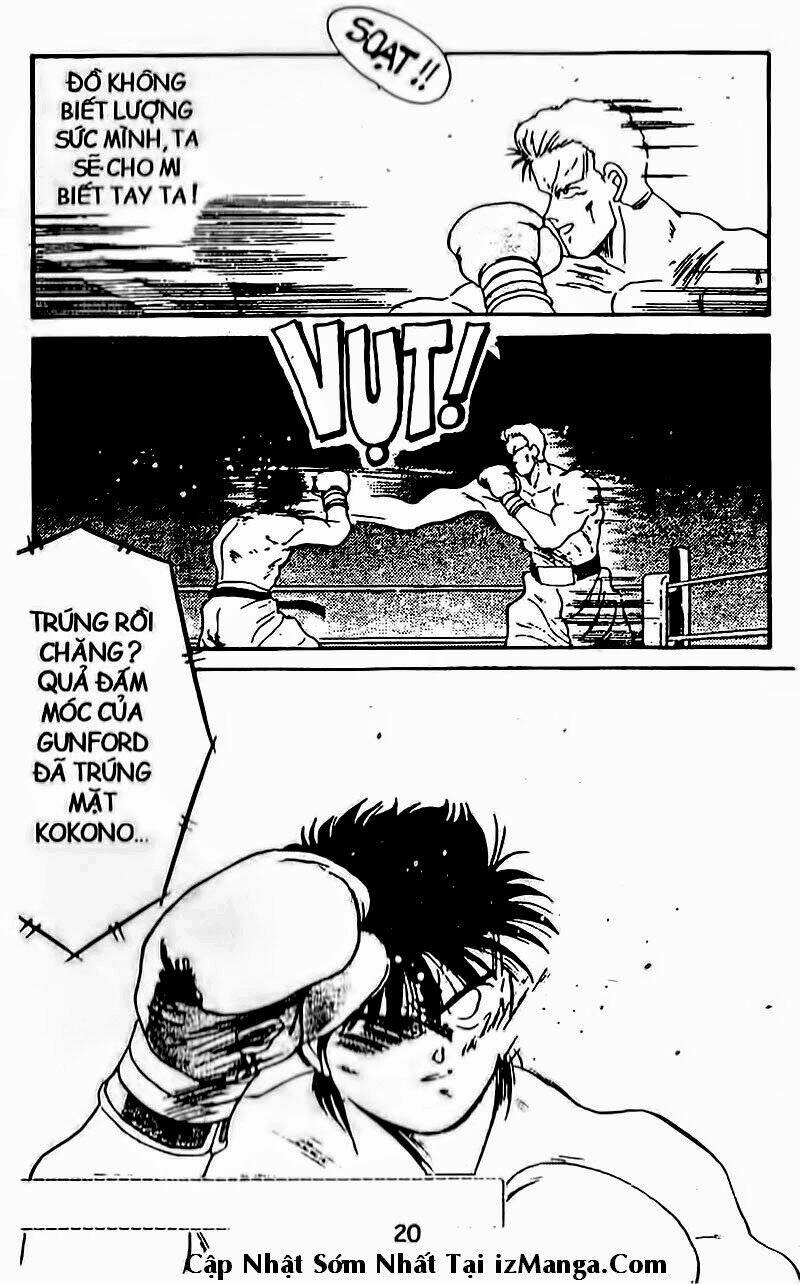 SOẠT!!
ĐỒ KHÔNG
BIẾT LƯỢNG
SỨC MÌNH, TA
SẼ CHO MI
BIẾT TAY TA!
VỤT!
TRÚNG RỒI
CHĂNG?
QUẢ ĐẤM
MÓC CỦA
GUNFORD
ĐÃ TRÚNG
MẶT
KOKONO...
20
Cập Nhật Sớm Nhất Tại izManga.Com